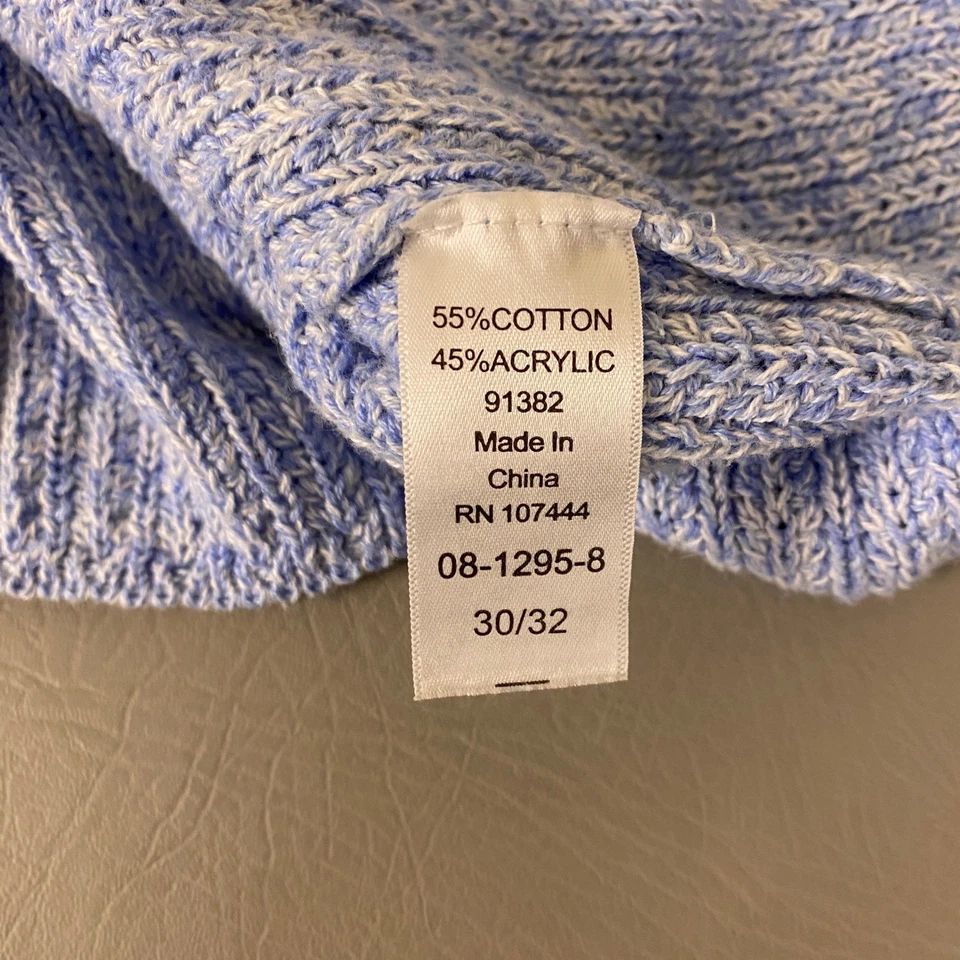 55%COTTON
45%ACRYLIC
91382
Made In
China
RN 107444
08-1295-8
30/32